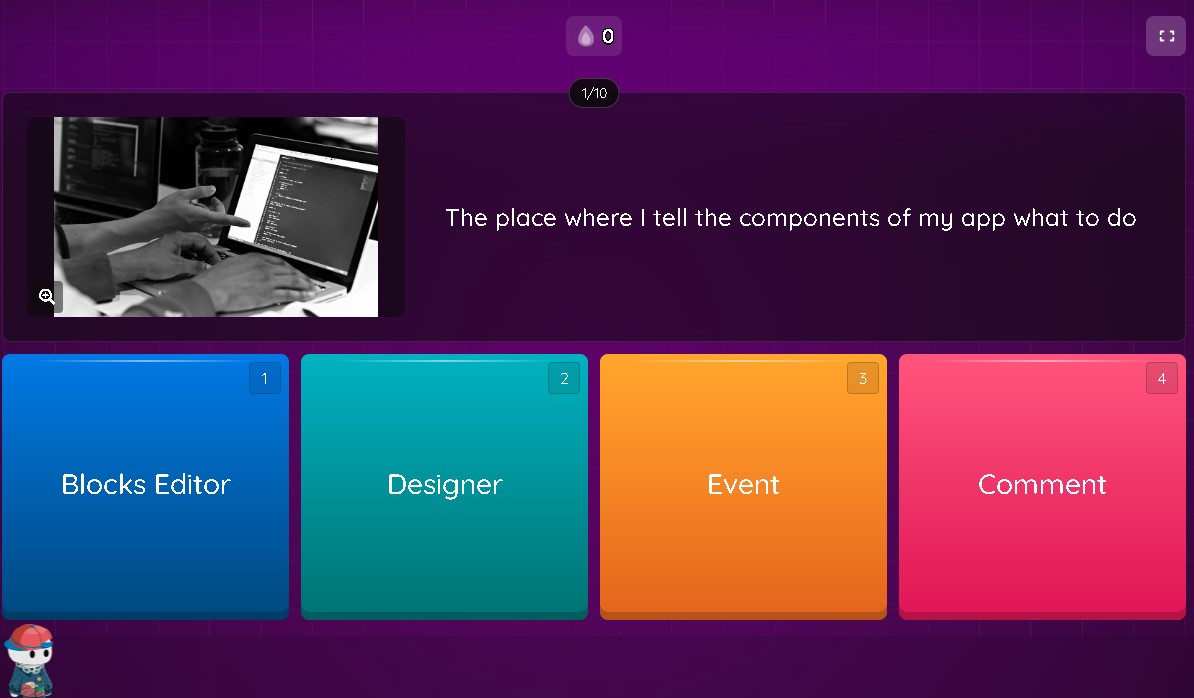 0
1/10
The place where I tell the components of my app what to do
1
Blocks Editor
2
Designer
3
Event
4
Comment